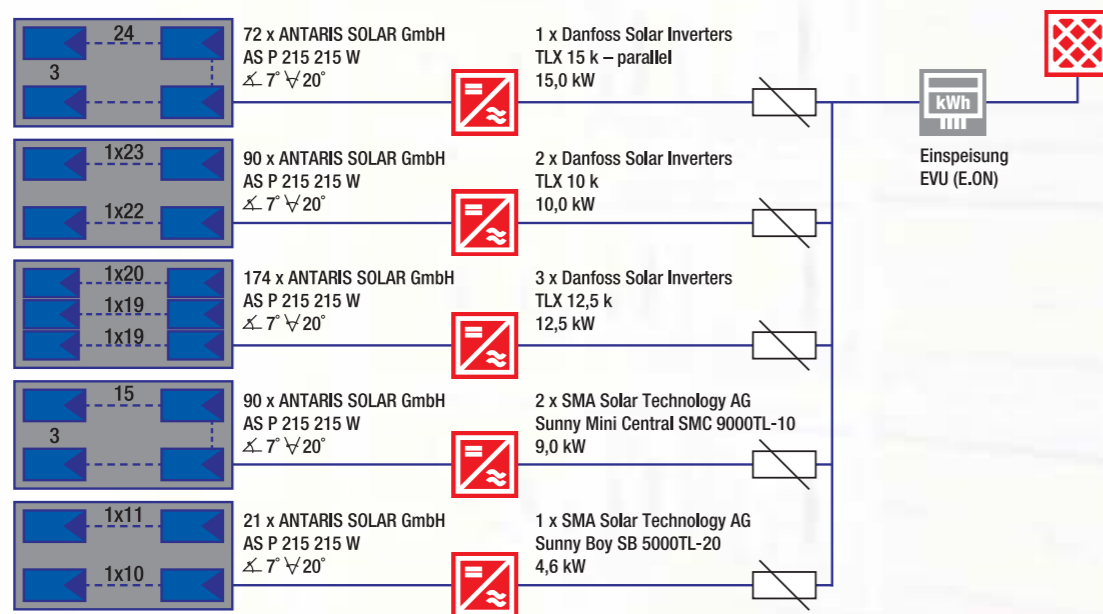 24
3
72 x ANTARIS SOLAR GmbH
AS P 215 215 W
∡ 7° ∀ 20°
1 x Danfoss Solar Inverters
TLX 15 k – parallel
15,0 kW
kWh
Einspeisung
EVU (E.ON)
1x23
1x22
90 x ANTARIS SOLAR GmbH
AS P 215 215 W
∡ 7° ∀ 20°
2 x Danfoss Solar Inverters
TLX 10 k
10,0 kW
1x20
1x19
1x19
174 x ANTARIS SOLAR GmbH
AS P 215 215 W
∡ 7° ∀ 20°
3 x Danfoss Solar Inverters
TLX 12,5 k
12,5 kW
15
3
90 x ANTARIS SOLAR GmbH
AS P 215 215 W
∡ 7° ∀ 20°
2 x SMA Solar Technology AG
Sunny Mini Central SMC 9000TL-10
9,0 kW
1x11
1x10
21 x ANTARIS SOLAR GmbH
AS P 215 215 W
∡ 7° ∀ 20°
1 x SMA Solar Technology AG
Sunny Boy SB 5000TL-20
4,6 kW